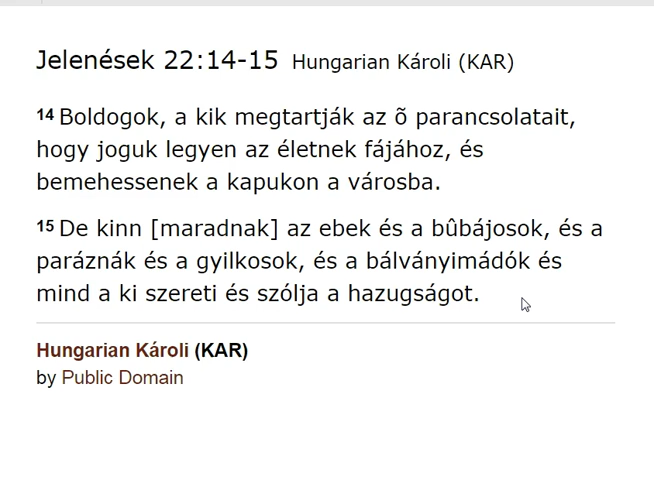 Jelenések 22:14-15 Hungarian Károli (KAR)
14 Boldogok, a kik megtartják az õ parancsolatait,
hogy joguk legyen az életnek fájához, és
bemehessenek a kapukon a városba.
15 De kinn [maradnak] az ebek és a bûbájosok, és a
paráznák és a gyilkosok, és a bálványimádók és
mind a ki szereti és szólja a hazugságot.
Hungarian Károli (KAR)
by Public Domain